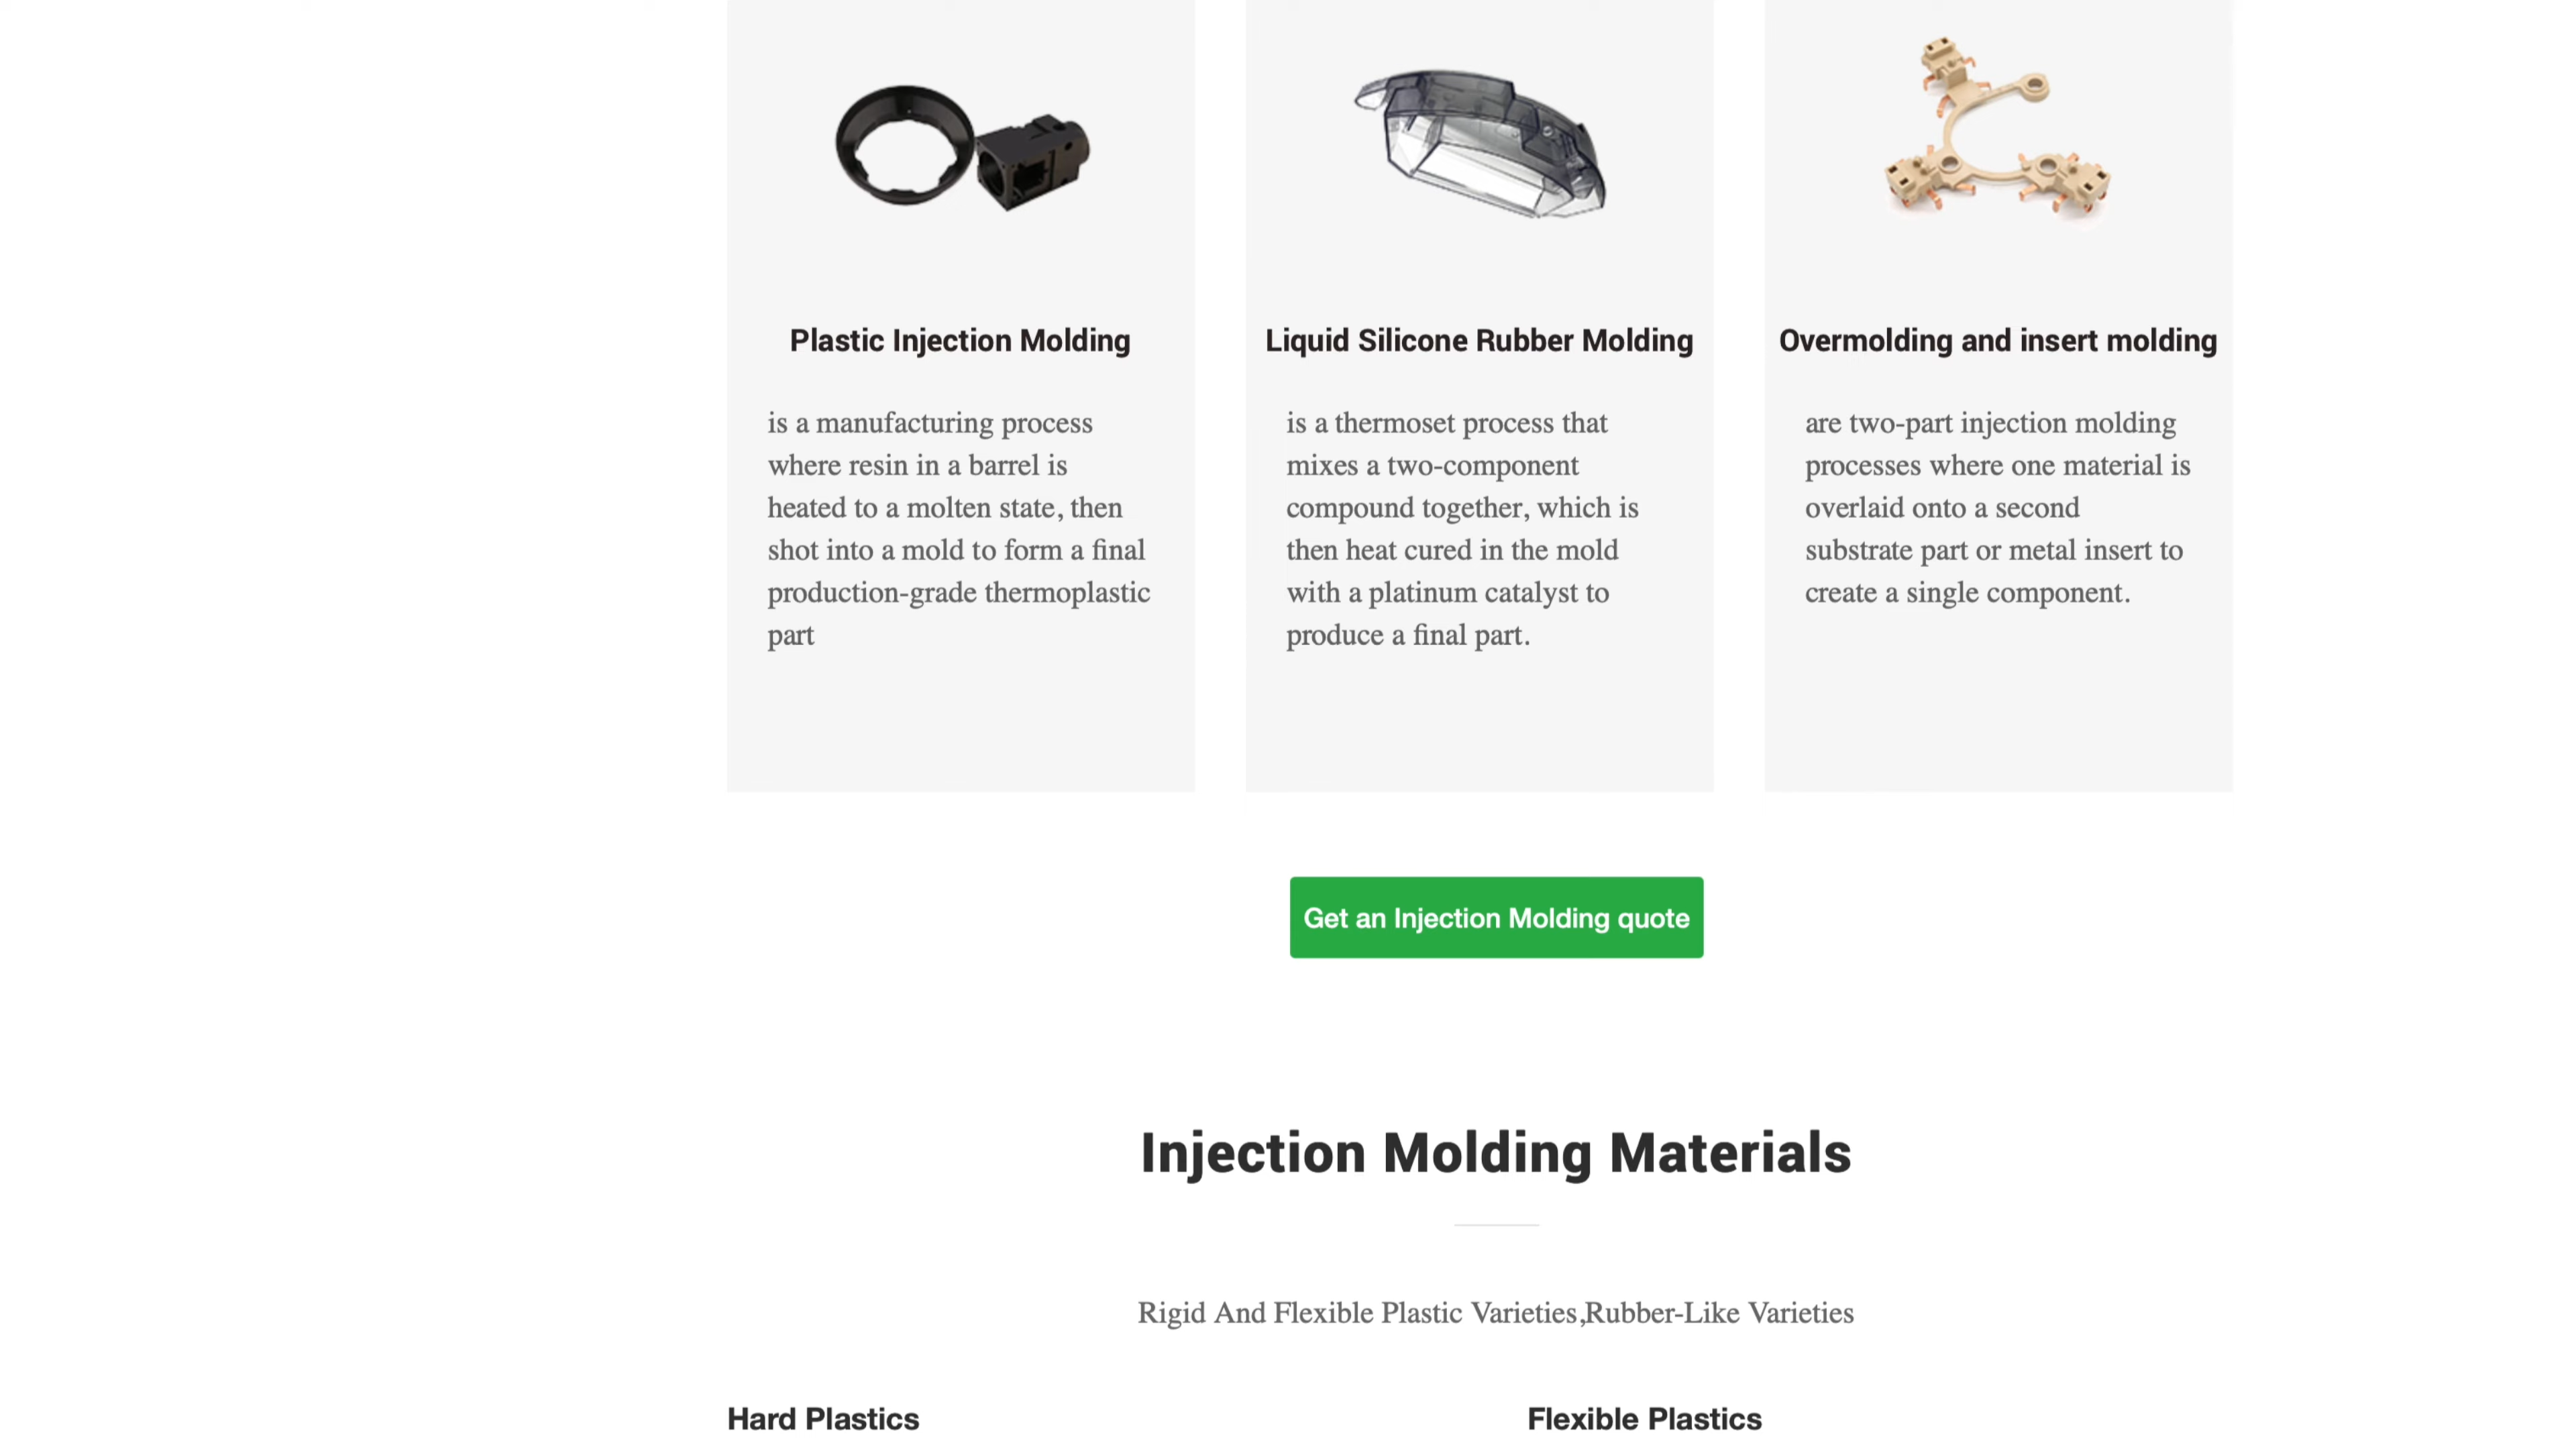 Plastic Injection Molding
is a manufacturing process
where resin in a barrel is
heated to a molten state, then
shot into a mold to form a final
production-grade thermoplastic
part
Liquid Silicone Rubber Molding
is a thermoset process that
mixes a two-component
compound together, which is
then heat cured in the mold
with a platinum catalyst to
produce a final part.
Overmolding and insert molding
are two-part injection molding
processes where one material is
overlaid onto a second
substrate part or metal insert to
create a single component.
Get an Injection Molding quote
Injection Molding Materials
Rigid And Flexible Plastic Varieties,Rubber-Like Varieties
Hard Plastics
Flexible Plastics